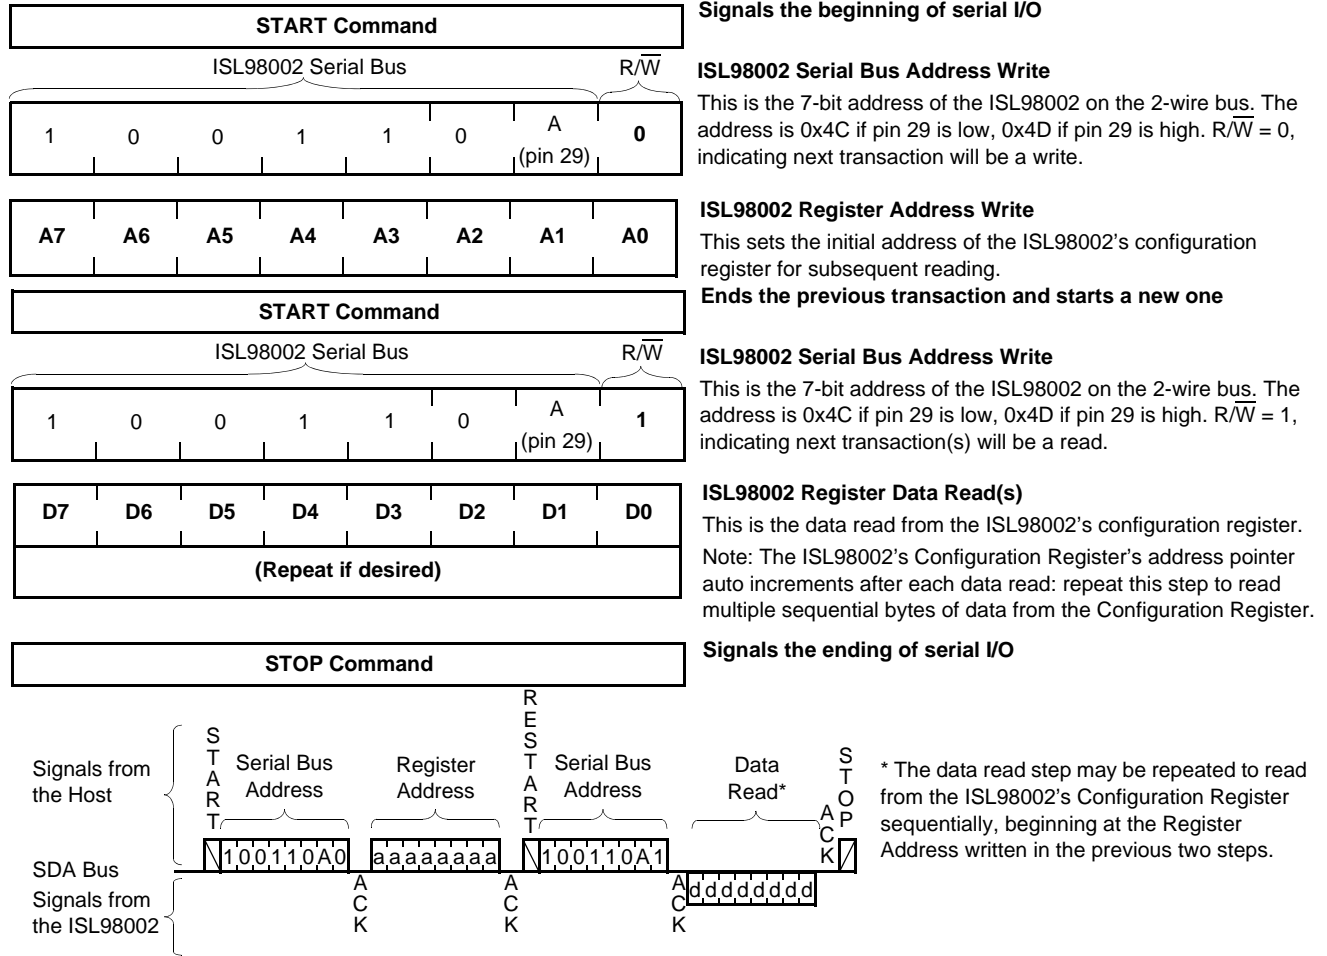 START Command
Signals the beginning of serial I/O
ISL98002 Serial Bus
R/W̅
1 0 0 1 1 0 A (pin 29) 0
ISL98002 Serial Bus Address Write
This is the 7-bit address of the ISL98002 on the 2-wire bus. The
address is 0x4C if pin 29 is low, 0x4D if pin 29 is high. R/W̅ = 0,
indicating next transaction will be a write.
A7 A6 A5 A4 A3 A2 A1 A0
ISL98002 Register Address Write
This sets the initial address of the ISL98002’s configuration
register for subsequent reading.
START Command
Ends the previous transaction and starts a new one
ISL98002 Serial Bus
R/W̅
1 0 0 1 1 0 A (pin 29) 1
ISL98002 Serial Bus Address Write
This is the 7-bit address of the ISL98002 on the 2-wire bus. The
address is 0x4C if pin 29 is low, 0x4D if pin 29 is high. R/W̅ = 1,
indicating next transaction(s) will be a read.
D7 D6 D5 D4 D3 D2 D1 D0
(Repeat if desired)
ISL98002 Register Data Read(s)
This is the data read from the ISL98002’s configuration register.
Note: The ISL98002’s Configuration Register’s address pointer
auto increments after each data read: repeat this step to read
multiple sequential bytes of data from the Configuration Register.
STOP Command
Signals the ending of serial I/O
Signals from
the Host
START
Serial Bus
Address
Register
Address
RESTART
Serial Bus
Address
Data
Read*
ACK
STOP
* The data read step may be repeated to read
from the ISL98002’s Configuration Register
sequentially, beginning at the Register
Address written in the previous two steps.
SDA Bus
1 0 0 1 1 0 A 0
a a a a a a a a
1 0 0 1 1 0 A 1
d d d d d d d d
Signals from
the ISL98002
ACK
ACK
ACK